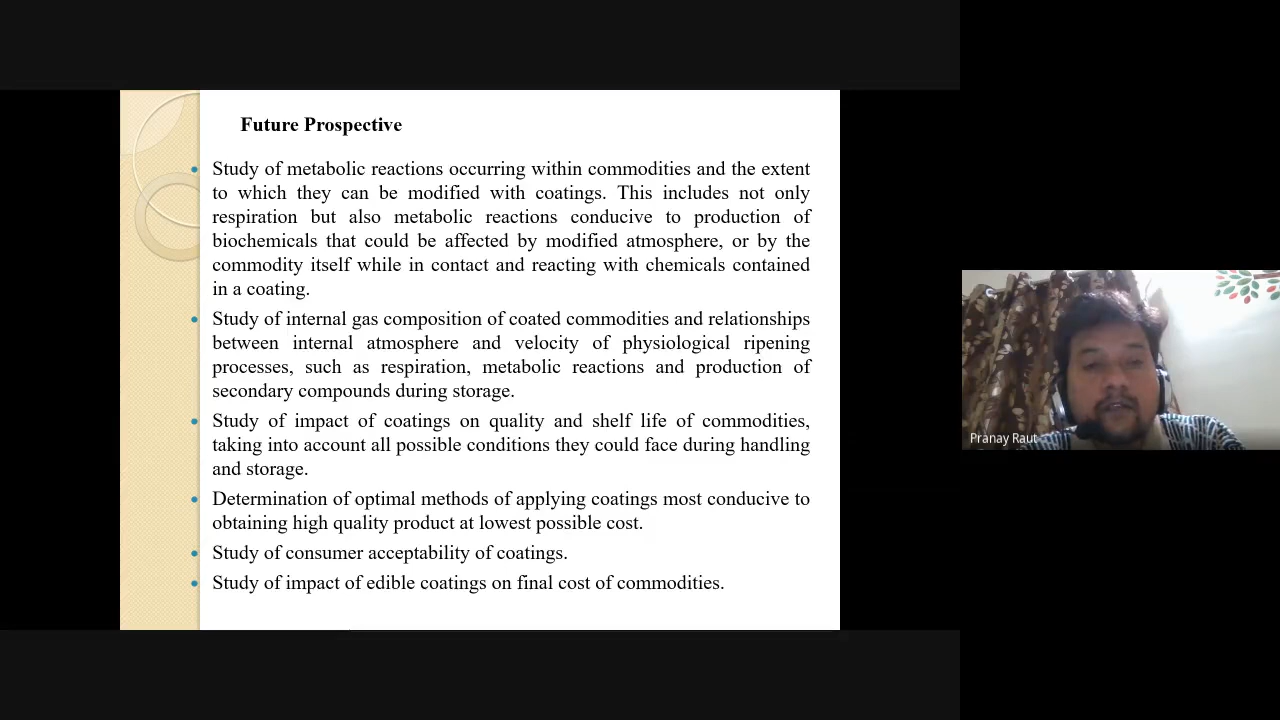 Future Prospective
Study of metabolic reactions occurring within commodities and the extent
to which they can be modified with coatings. This includes not only
respiration but also metabolic reactions conducive to production of
biochemicals that could be affected by modified atmosphere, or by the
commodity itself while in contact and reacting with chemicals contained
in a coating.
Study of internal gas composition of coated commodities and relationships
between internal atmosphere and velocity of physiological ripening
processes, such as respiration, metabolic reactions and production of
secondary compounds during storage.
Study of impact of coatings on quality and shelf life of commodities,
taking into account all possible conditions they could face during handling
and storage.
Determination of optimal methods of applying coatings most conducive to
obtaining high quality product at lowest possible cost.
Study of consumer acceptability of coatings.
Study of impact of edible coatings on final cost of commodities.
Pranay Raut